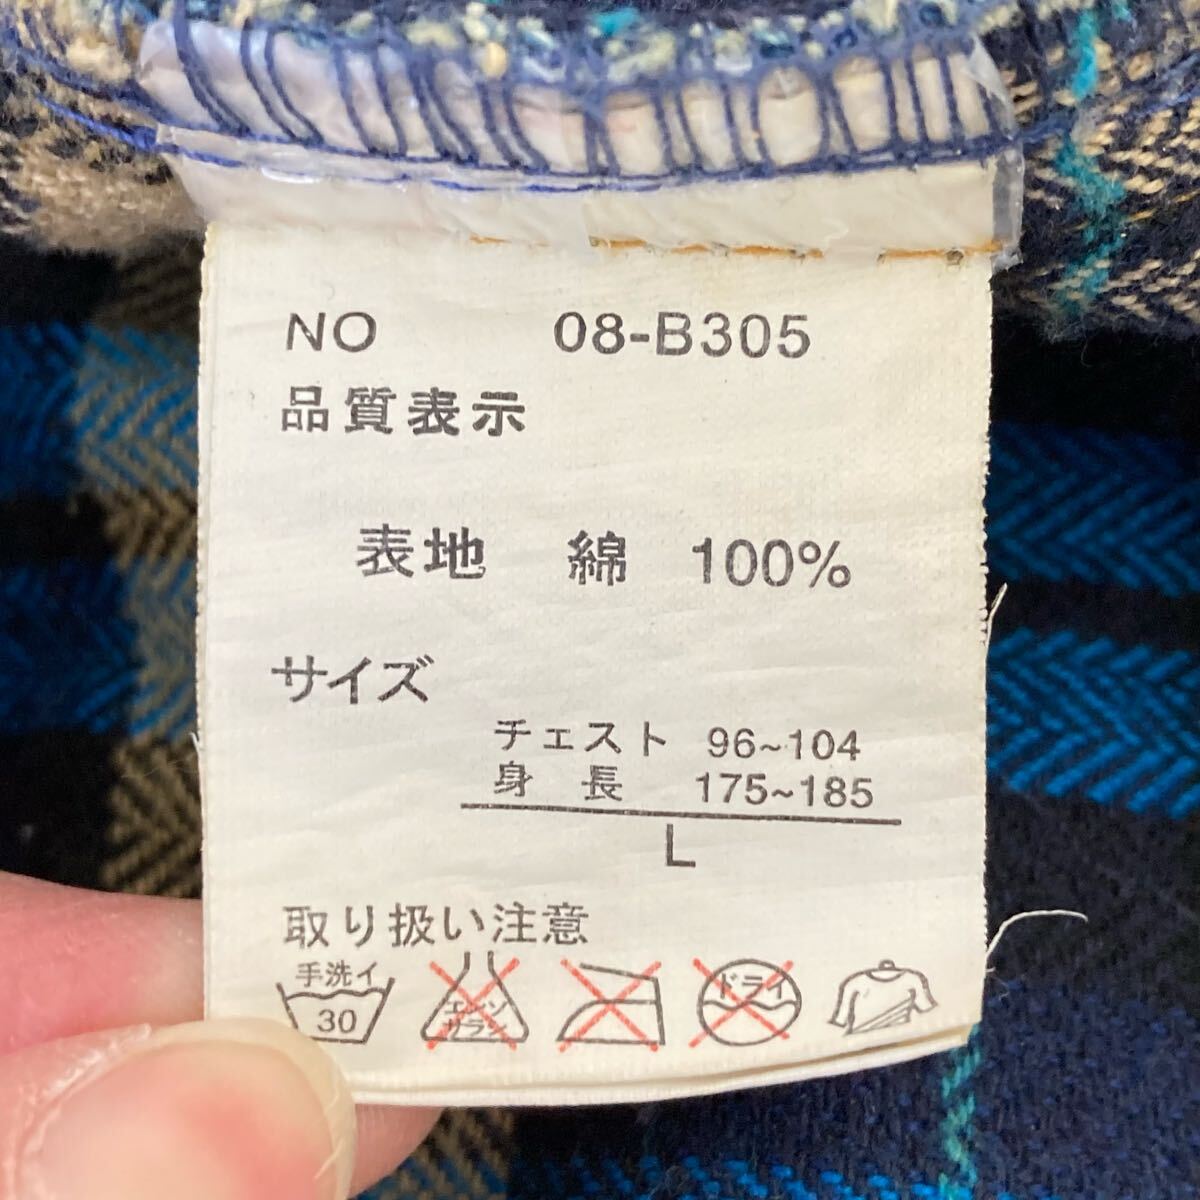 NO 08-B305
品質表示
表地 綿 100%
サイズ
チェスト 96~104
身長 175~185
L
取り扱い注意
手洗イ
30
エンソ
サラシ
ドライ